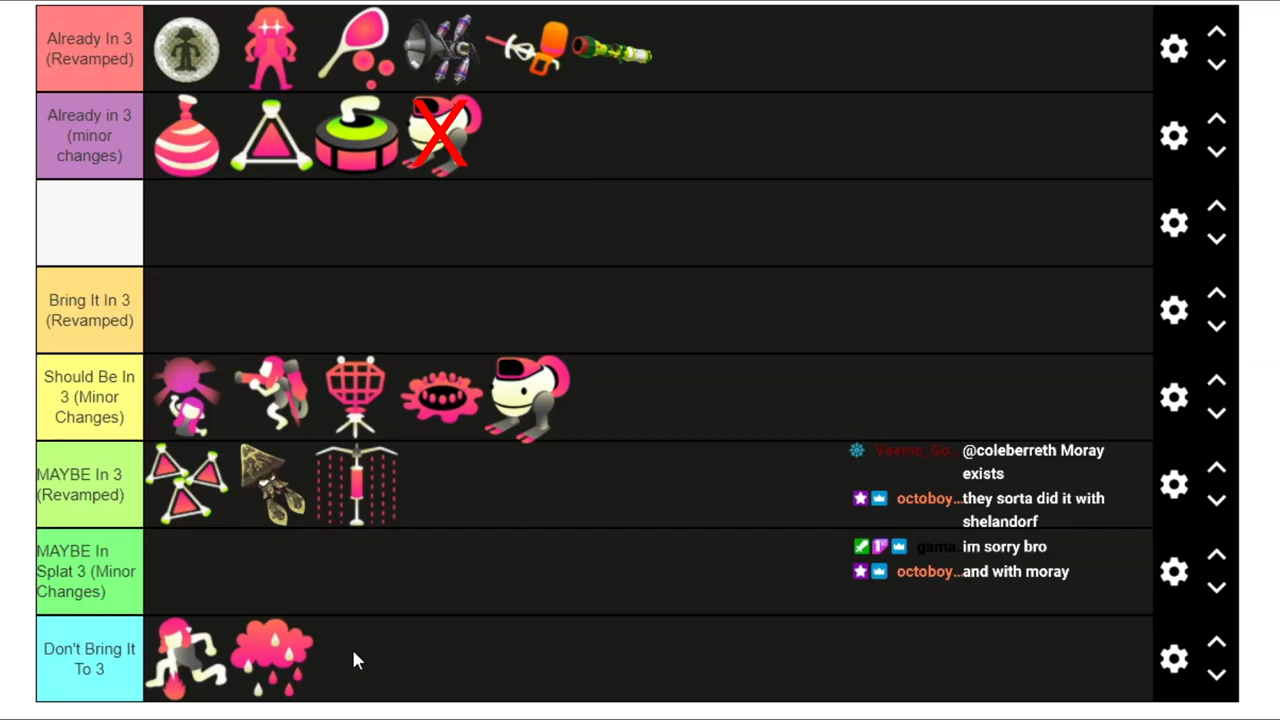 Already In 3
(Revamped)
Already in 3
(minor
changes)
X
Bring It In 3
(Revamped)
Should Be In
3 (Minor
Changes)
MAYBE In 3
(Revamped)
MAYBE In
Splat 3 (Minor
Changes)
Don't Bring It
To 3
Veemo_Go... @coleberreth Moray
exists
octoboy... they sorta did it with
shelandorf
gama... im sorry bro
octoboy... and with moray